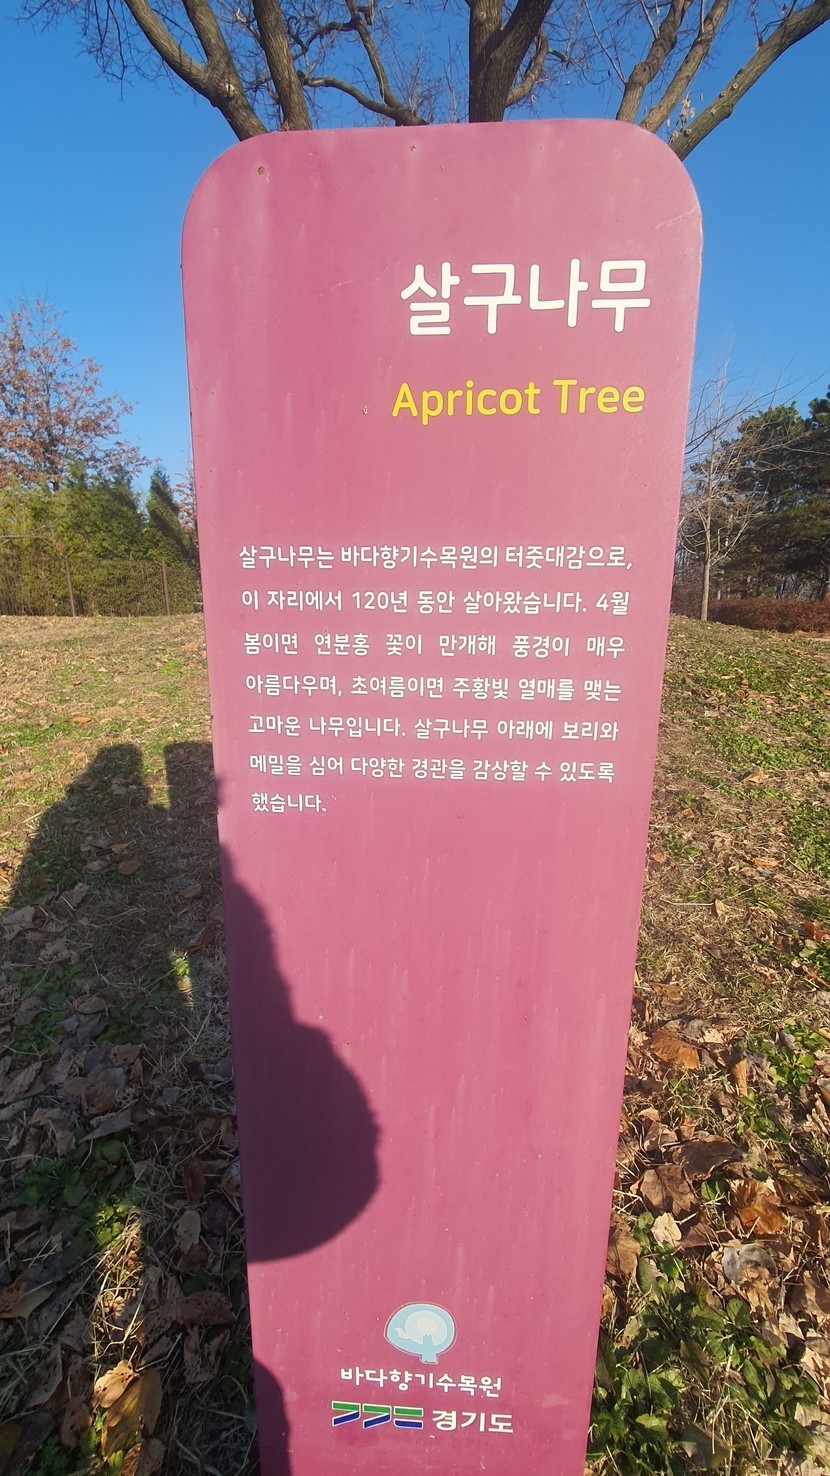 살구나무
Apricot Tree
살구나무는 바다향기수목원의 터줏대감으로,
이 자리에서 120년 동안 살아왔습니다. 4월
봄이면 연분홍 꽃이 만개해 풍경이 매우
아름다우며, 초여름이면 주황빛 열매를 맺는
고마운 나무입니다. 살구나무 아래에 보리와
메밀을 심어 다양한 경관을 감상할 수 있도록
했습니다.
바다향기수목원
경기도